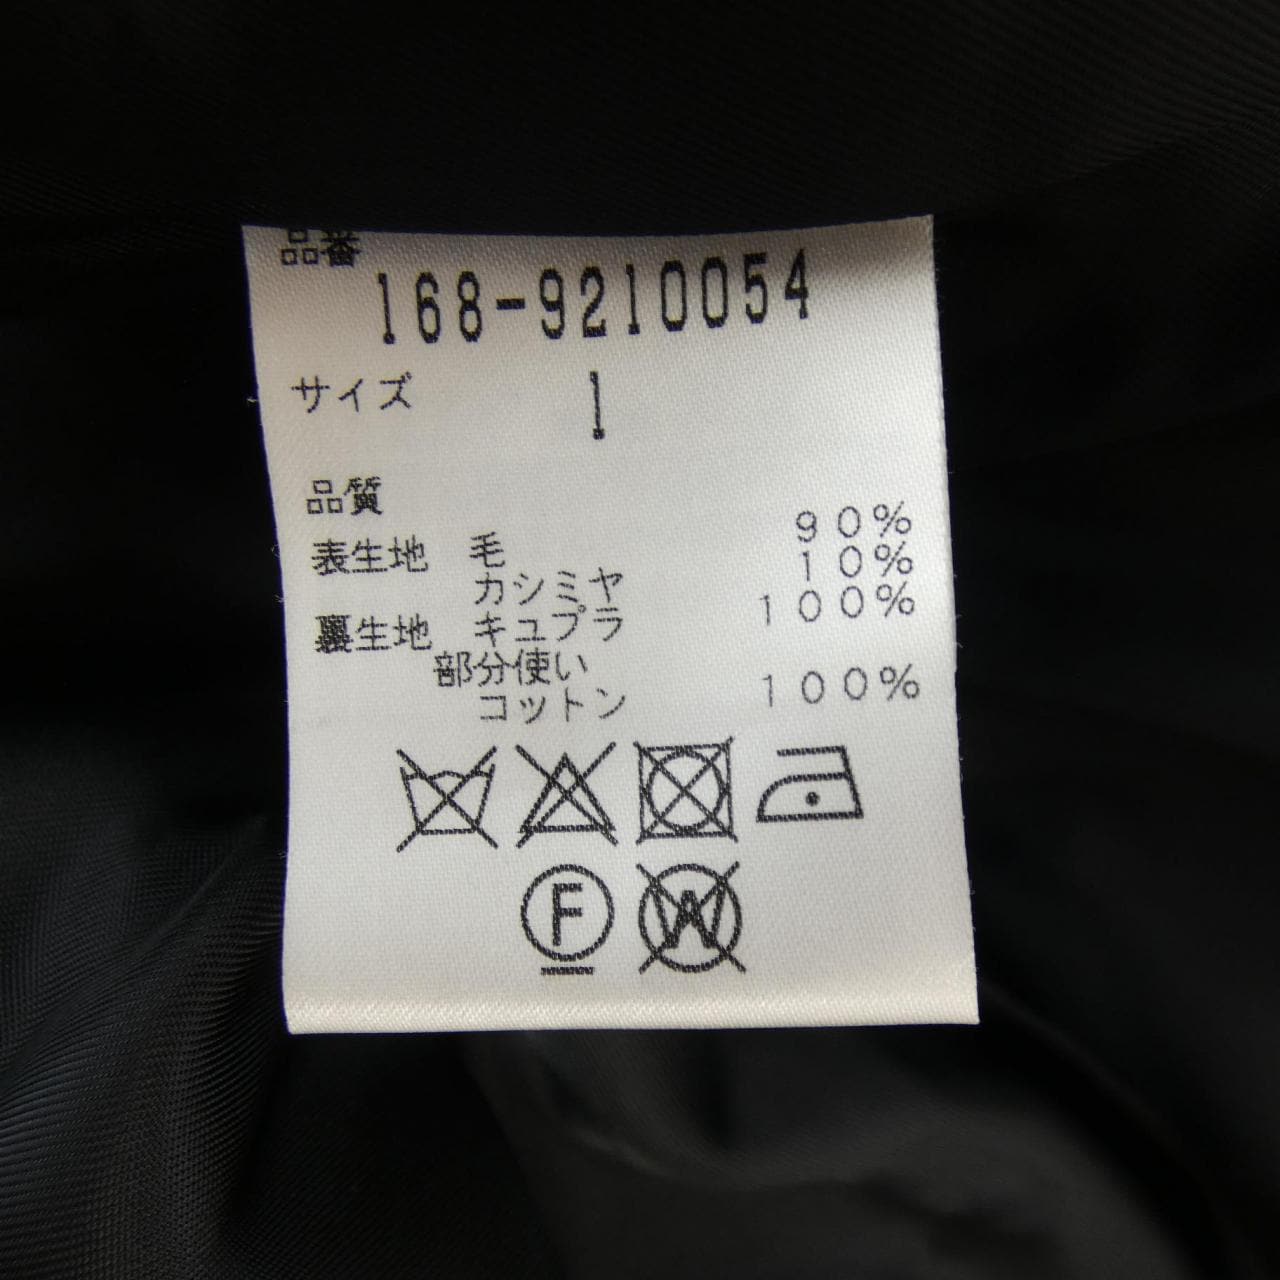 品番
168-9210054
サイズ 1
品質
表生地 毛 90%
カシミヤ 10%
裏生地 キュプラ 100%
部分使い
コットン 100%
F W